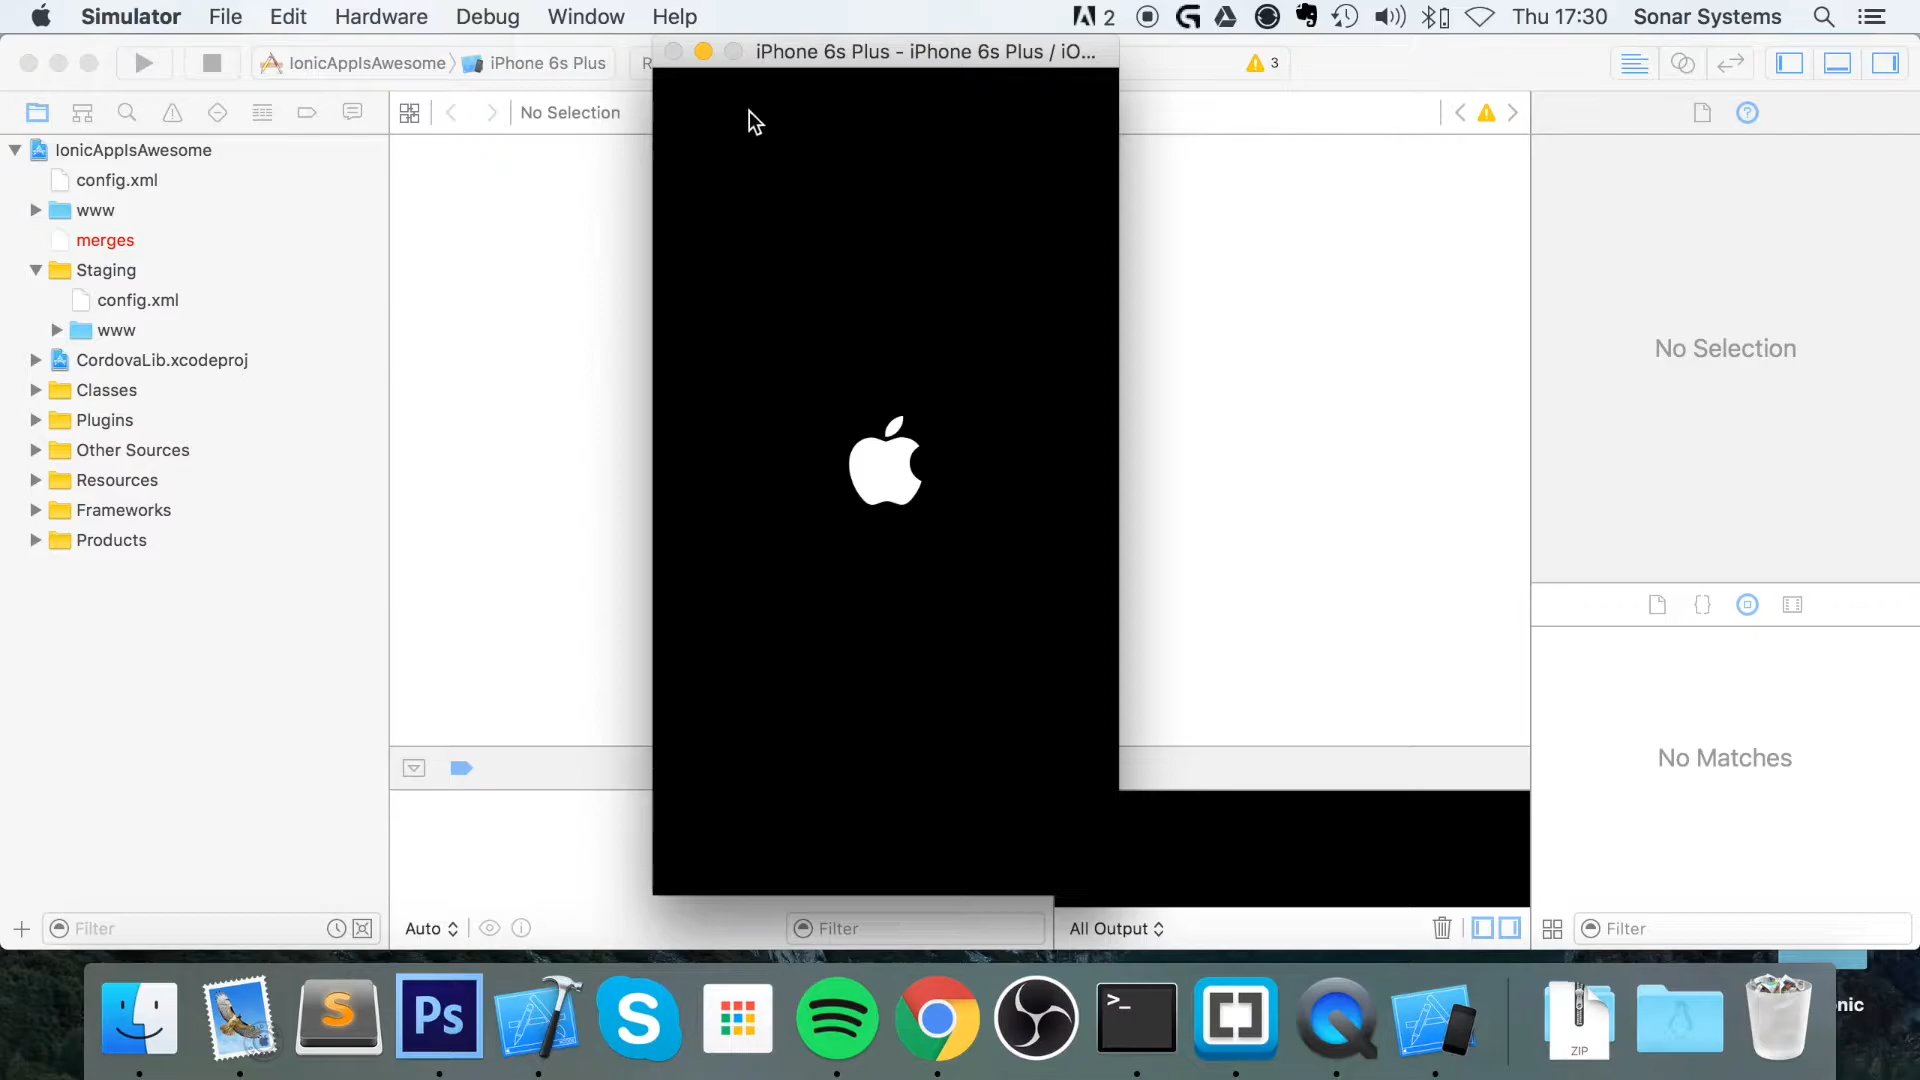 Simulator File Edit Hardware Debug Window Help 2 Thu 17:30 Sonar Systems
iPhone 6s Plus - iPhone 6s Plus / iO...
IonicAppIsAwesome iPhone 6s Plus R 3
No Selection
IonicAppIsAwesome
config.xml
www
merges
Staging
config.xml
www
CordovaLib.xcodeproj
Classes
Plugins
Other Sources
Resources
Frameworks
Products
No Selection
No Matches
Filter
Auto
Filter
All Output
Filter
S
Ps
S
>_
ZIP
nic